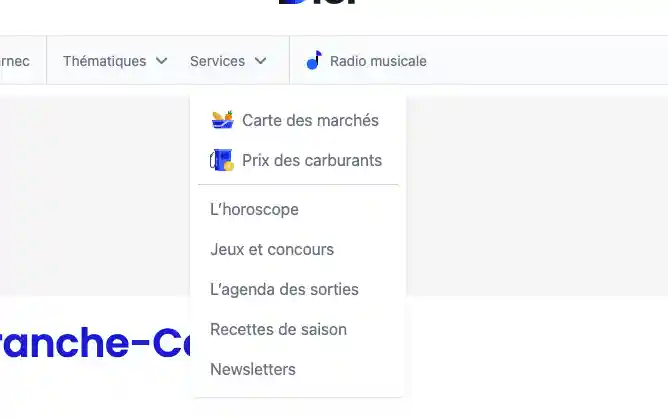 rnec
Thématiques
Services
Radio musicale
Carte des marchés
Prix des carburants
L'horoscope
Jeux et concours
L'agenda des sorties
Recettes de saison
Newsletters
ranche-Co